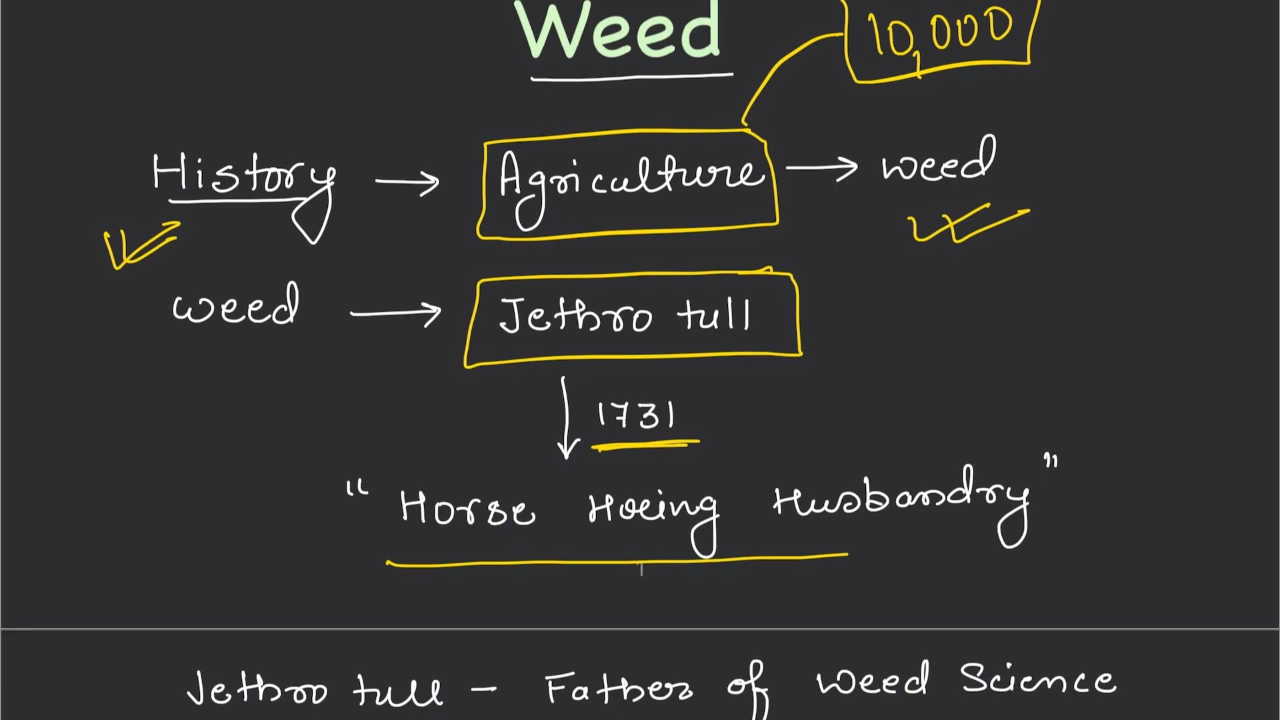 Weed
10,000
History → Agriculture → weed
weed → Jethro tull
↓ 1731
“ Horse Hoeing Husbandry ”
Jethro tull - Father of Weed Science